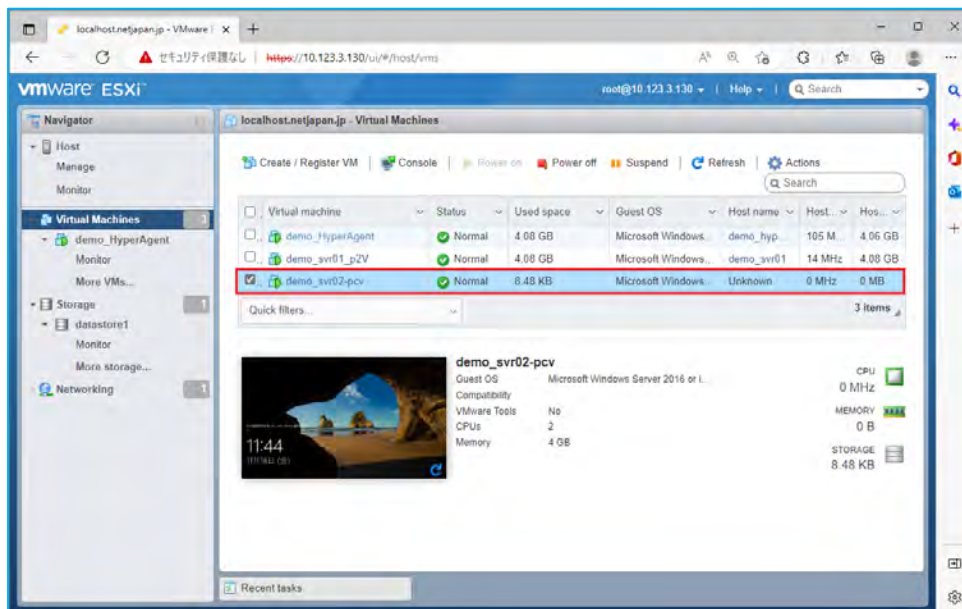 localhost.netjapan.jp - VMware
セキュリティ保護なし | https://10.123.3.130/ui/#/host/vms
vmware ESXi
root@10.123.3.130 | Help | Search
Navigator
localhost.netjapan.jp - Virtual Machines
Host
Manage
Monitor
Create / Register VM | Console | Power on Power off Suspend | Refresh | Actions
Search
Virtual Machines 3
demo_HyperAgent
Monitor
More VMs...
Storage 1
datastore1
Monitor
More storage...
Networking 1
Virtual machine Status Used space Guest OS Host name Host... Hos...
demo_HyperAgent Normal 4.08 GB Microsoft Windows... demo_hyp... 105 M... 4.06 GB
demo_svr01_p2V Normal 4.08 GB Microsoft Windows... demo_svr01 14 MHz 4.08 GB
demo_svr02-pcv Normal 8.48 KB Microsoft Windows... Unknown 0 MHz 0 MB
Quick filters... 3 items
demo_svr02-pcv
Guest OS Microsoft Windows Server 2016 or l...
Compatibility
VMware Tools No
CPUs 2
Memory 4 GB
11:44
CPU
0 MHz
MEMORY
0 B
STORAGE
8.48 KB
Recent tasks